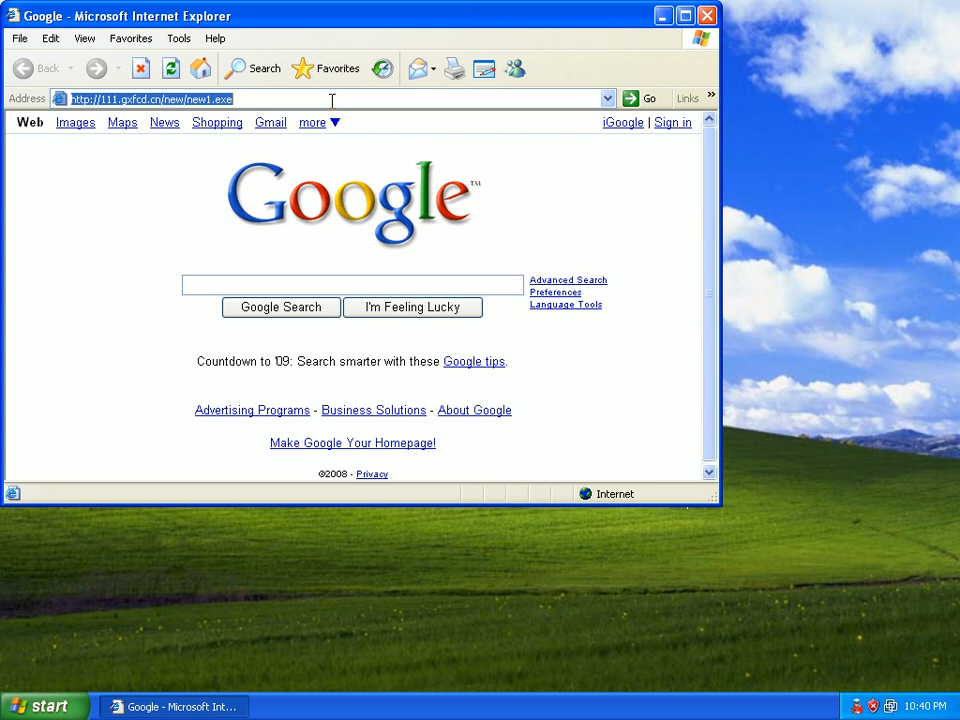 Google - Microsoft Internet Explorer
File Edit View Favorites Tools Help
Back Search Favorites
Address http://111.gxfcd.cn/new/new1.exe Go Links »
Web Images Maps News Shopping Gmail more ▼ iGoogle | Sign in
Google™
Advanced Search
Preferences
Language Tools
Google Search I'm Feeling Lucky
Countdown to '09: Search smarter with these Google tips.
Advertising Programs - Business Solutions - About Google
Make Google Your Homepage!
©2008 - Privacy
Internet
start Google - Microsoft Int... 10:40 PM